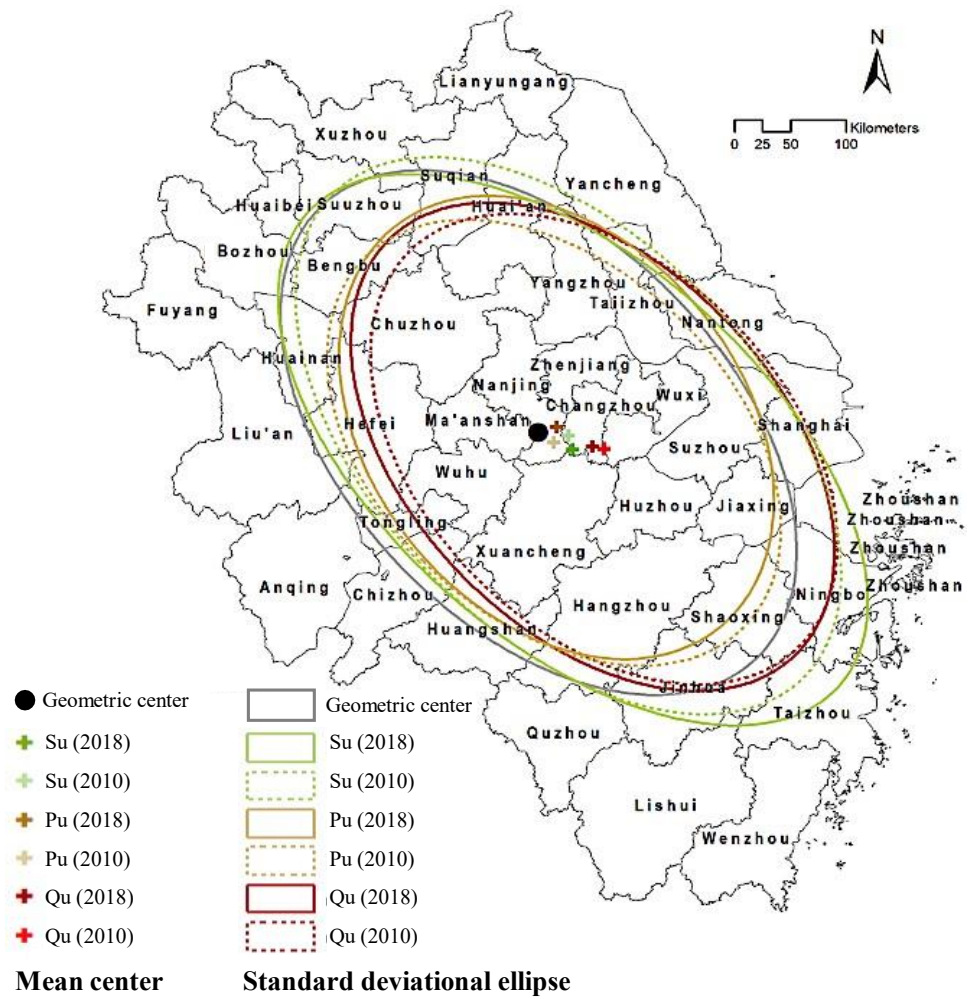 N
Lianyungang
Kilometers
0 25 50 100
Xuzhou
Suqian
Yancheng
Huaibei
Suuzhou
Huai'an
Bozhou
Bengbu
Yangzhou
Fuyang
Taiizhou
Chuzhou
Nantong
Huainan
Zhenjiang
Nanjing
Wuxi
Changzhou
Hefei
Ma'anshan
Shanghai
Liu'an
Suzhou
Wuhu
Zhoushan
Huzhou
Jiaxing
Zhoushan
Tongling
Xuancheng
Zhoushan
Anqing
Chizhou
Ningbo
Zhoushan
Hangzhou
Shaoxing
Huangshan
Jinhua
Taizhou
Quzhou
Lishui
Wenzhou
Geometric center
Geometric center
Su (2018)
Su (2018)
Su (2010)
Su (2010)
Pu (2018)
Pu (2018)
Pu (2010)
Pu (2010)
Qu (2018)
Qu (2018)
Qu (2010)
Qu (2010)
Mean center
Standard deviational ellipse